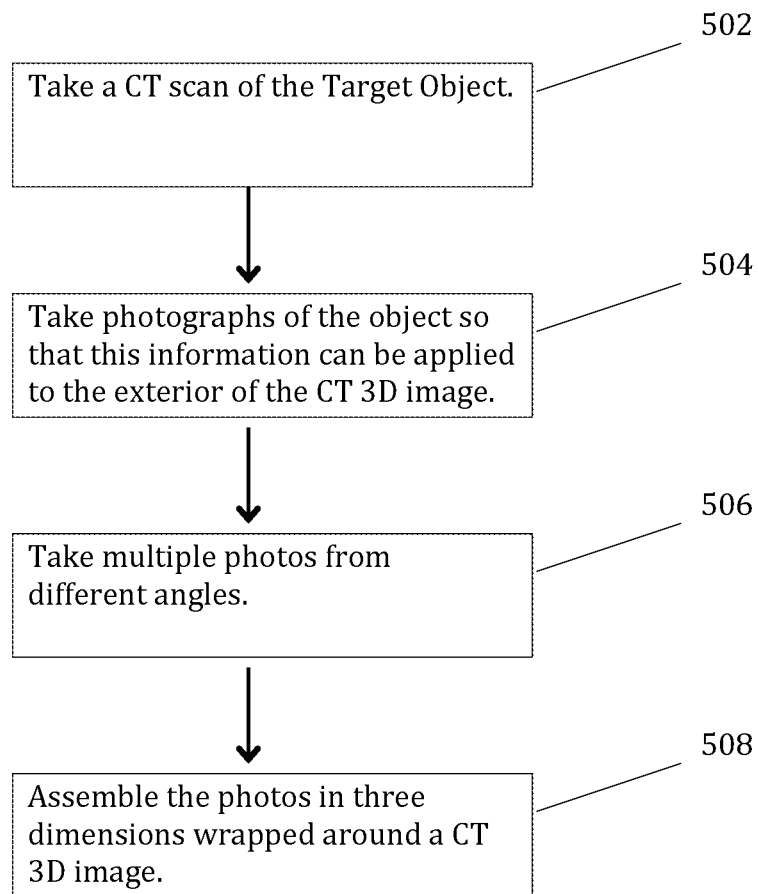 502
Take a CT scan of the Target Object.
504
Take photographs of the object so
that this information can be applied
to the exterior of the CT 3D image.
506
Take multiple photos from
different angles.
508
Assemble the photos in three
dimensions wrapped around a CT
3D image.